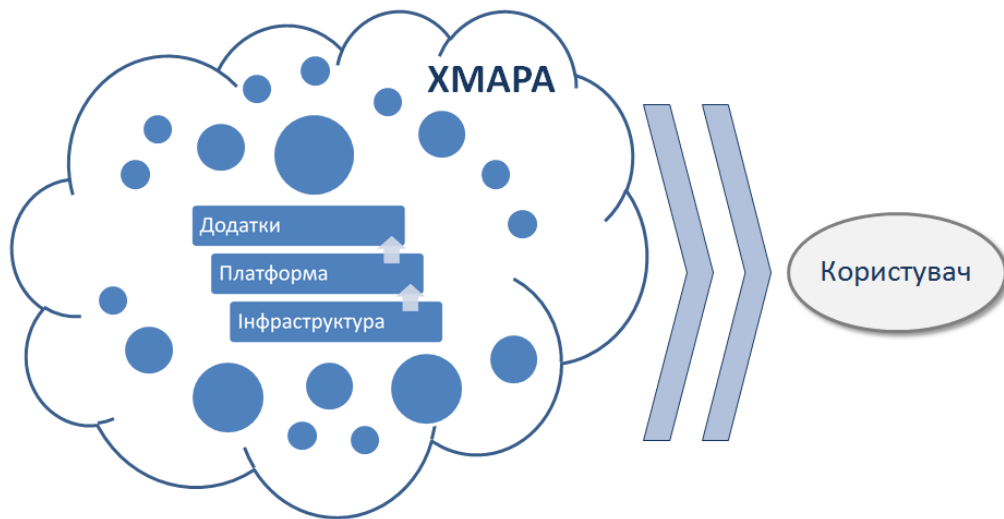 ХМАРА
Додатки
Платформа
Інфраструктура
Користувач